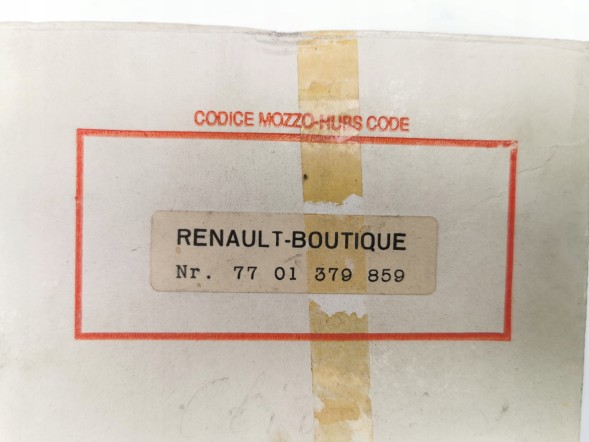 CODICE MOZZO-HUBS CODE
RENAULT-BOUTIQUE
Nr. 77 01 379 859